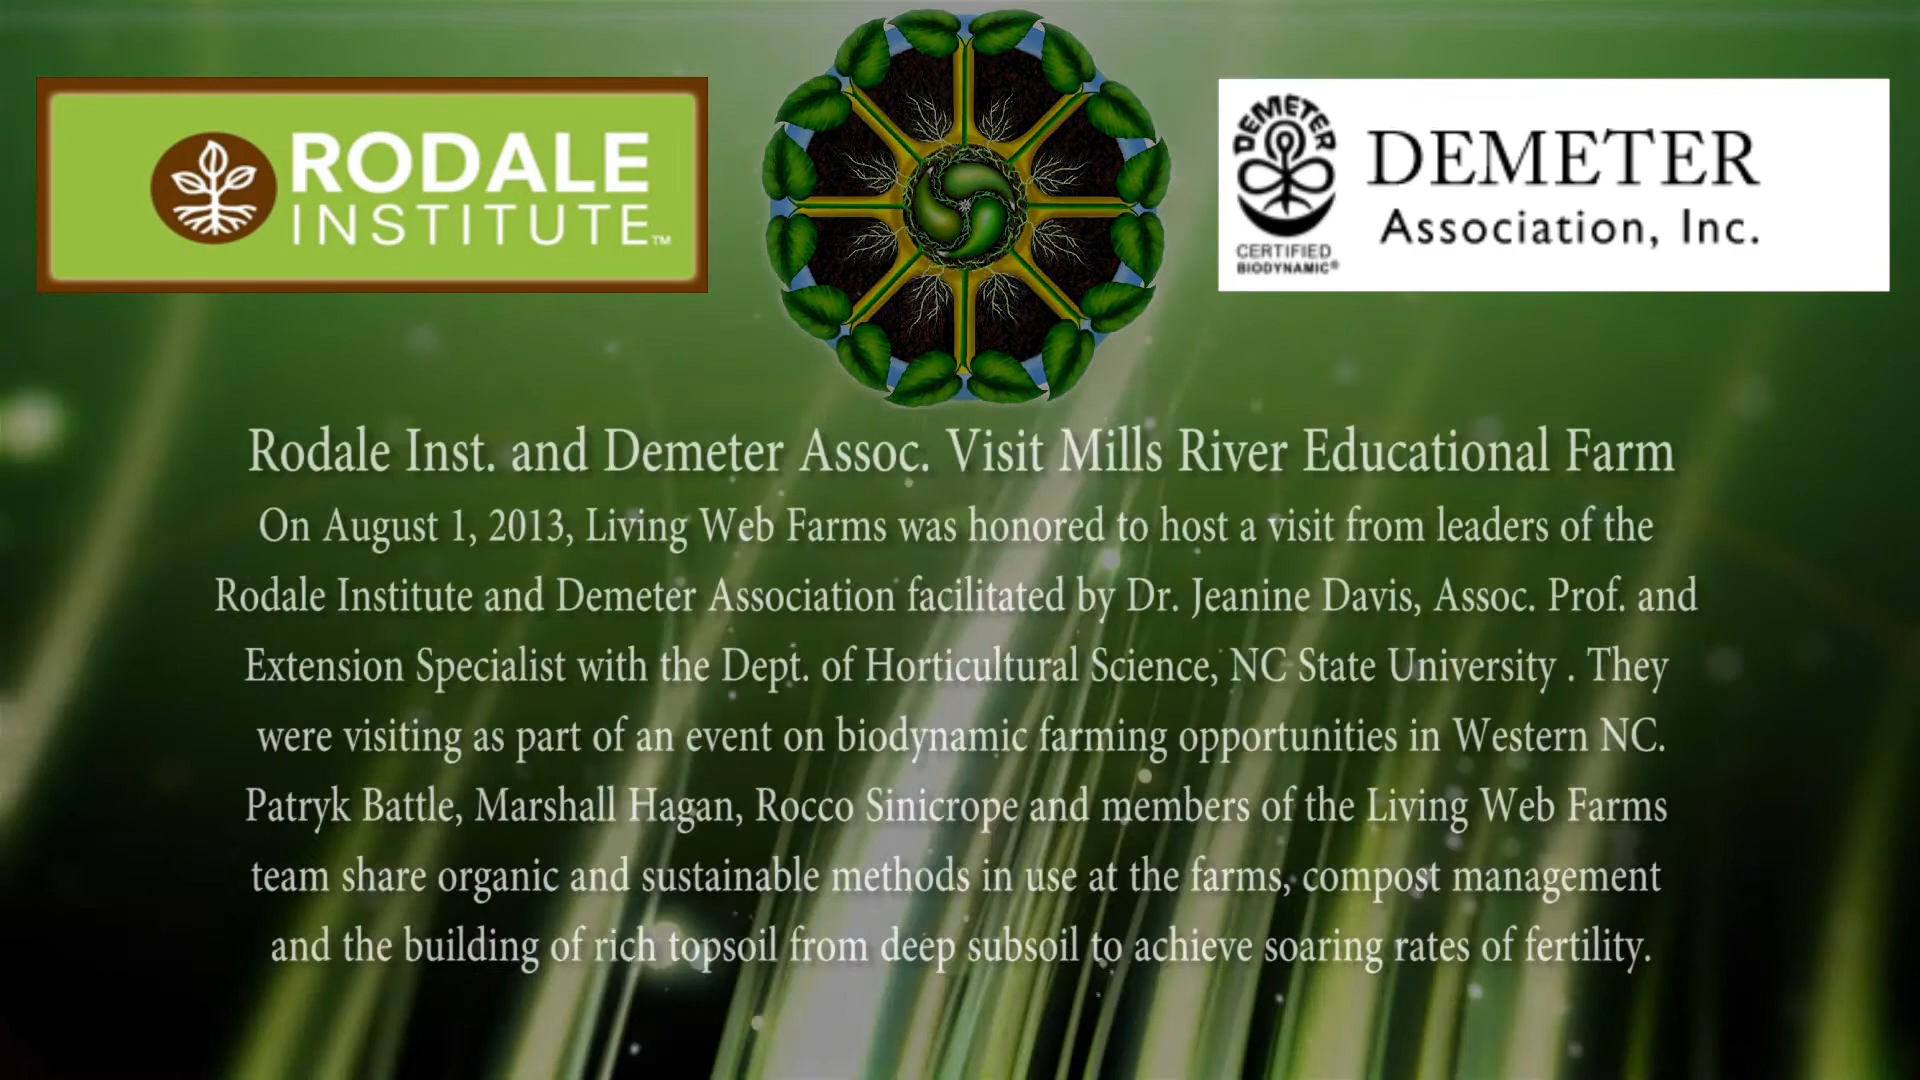 RODALE
INSTITUTE™
DEMETER
CERTIFIED
BIODYNAMIC®
DEMETER
Association, Inc.
Rodale Inst. and Demeter Assoc. Visit Mills River Educational Farm
On August 1, 2013, Living Web Farms was honored to host a visit from leaders of the
Rodale Institute and Demeter Association facilitated by Dr. Jeanine Davis, Assoc. Prof. and
Extension Specialist with the Dept. of Horticultural Science, NC State University . They
were visiting as part of an event on biodynamic farming opportunities in Western NC.
Patryk Battle, Marshall Hagan, Rocco Sinicrope and members of the Living Web Farms
team share organic and sustainable methods in use at the farms, compost management
and the building of rich topsoil from deep subsoil to achieve soaring rates of fertility.